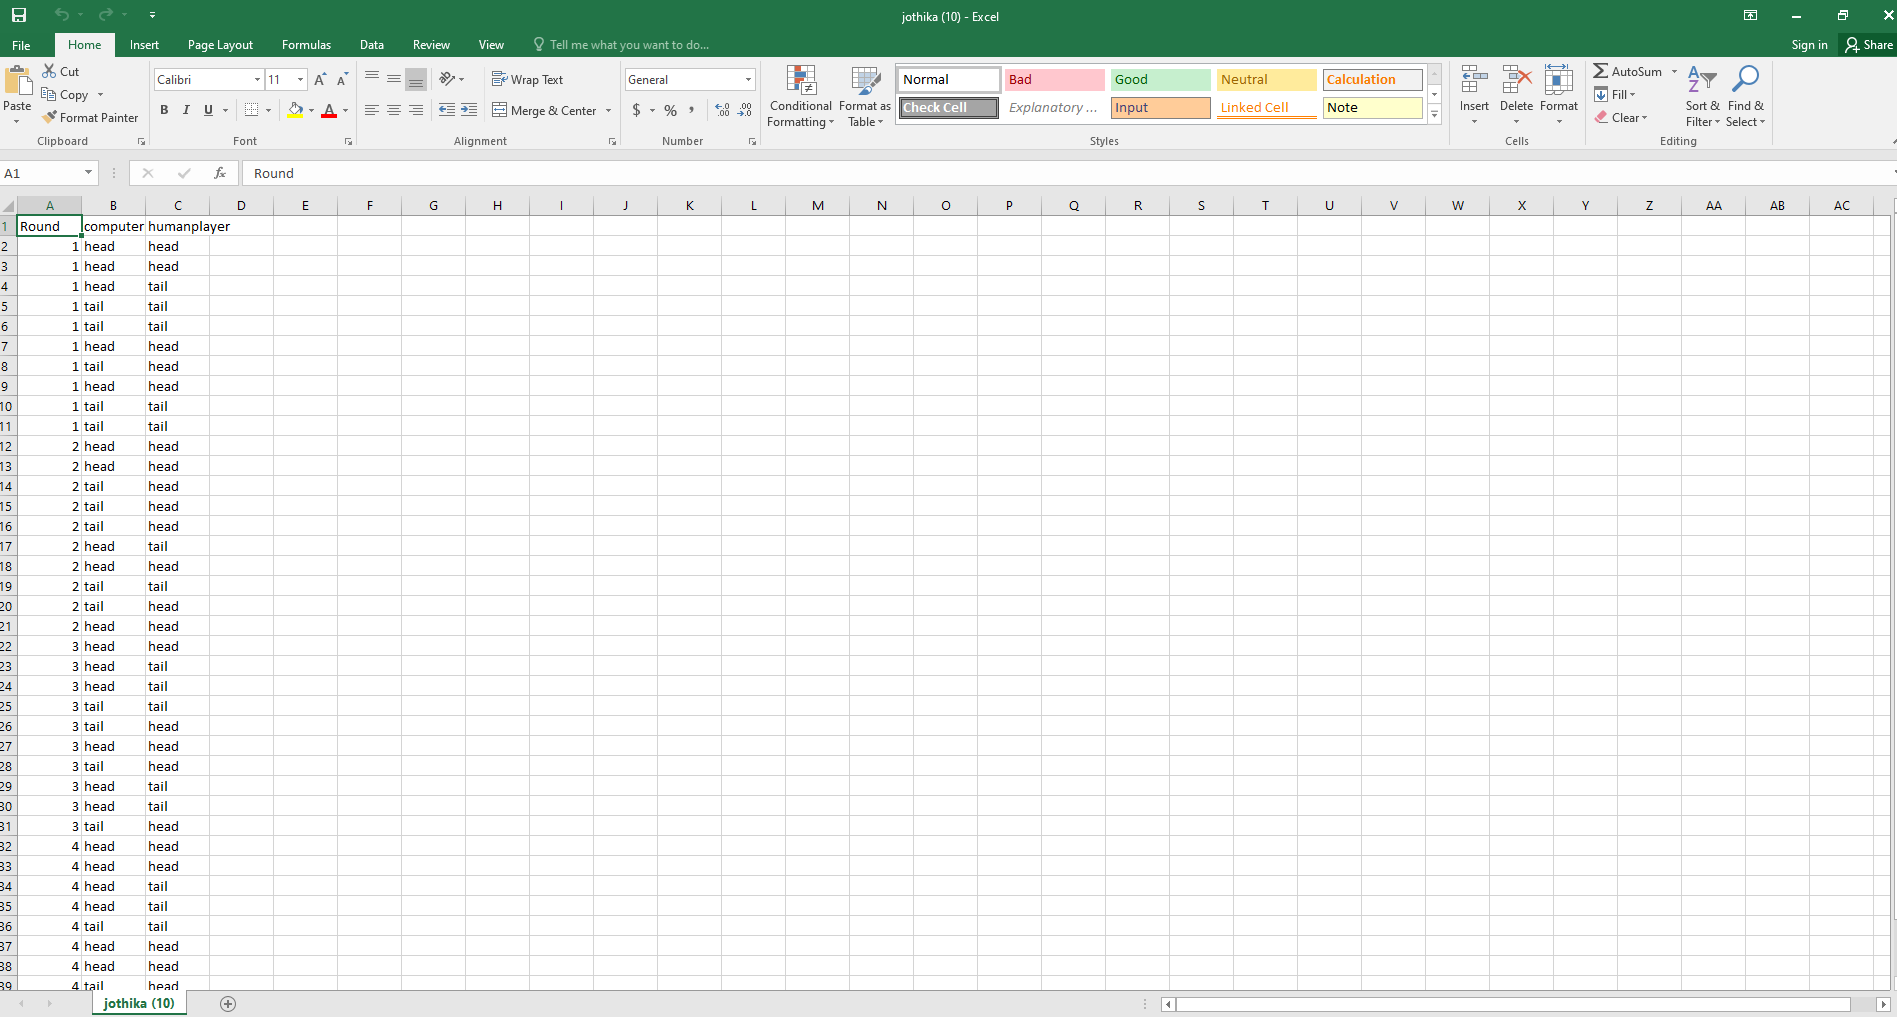 jothika (10) - Excel
File Home Insert Page Layout Formulas Data Review View Tell me what you want to do... Sign in Share
Paste Cut Copy Format Painter Clipboard
Calibri 11 A A B I U A Font
Wrap Text Merge & Center Alignment
General $ % , .00 .0 Number
Conditional Formatting Format as Table
Normal Bad Good Neutral Calculation
Check Cell Explanatory ... Input Linked Cell Note
Styles
Insert Delete Format Cells
AutoSum Fill Clear Sort & Filter Find & Select Editing
A1 fx Round
A B C D E F G H I J K L M N O P Q R S T U V W X Y Z AA AB AC
1 Round computer humanplayer
2 1 head head
3 1 head head
4 1 head tail
5 1 tail tail
6 1 tail tail
7 1 head head
8 1 tail head
9 1 head head
10 1 tail tail
11 1 tail tail
12 2 head head
13 2 head head
14 2 tail head
15 2 tail head
16 2 tail head
17 2 head tail
18 2 head head
19 2 tail tail
20 2 tail head
21 2 head head
22 3 head head
23 3 head tail
24 3 head tail
25 3 tail tail
26 3 tail head
27 3 head head
28 3 tail head
29 3 head tail
30 3 head tail
31 3 tail head
32 4 head head
33 4 head head
34 4 head tail
35 4 head tail
36 4 tail tail
37 4 head head
38 4 head head
39 4 tail head
jothika (10)